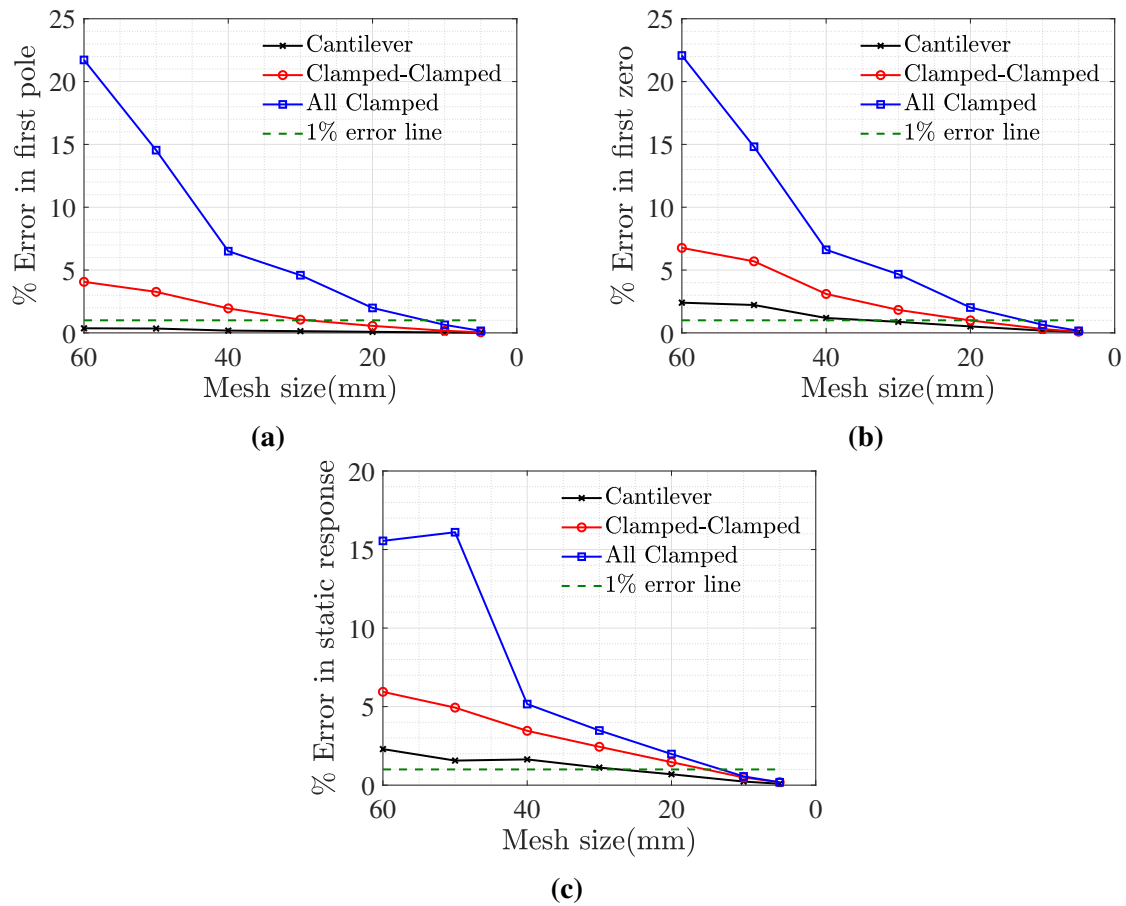 25
20
15
10
5
0
% Error in first pole
Cantilever
Clamped-Clamped
All Clamped
1% error line
60
40
20
0
Mesh size(mm)
(a)
25
20
15
10
5
0
% Error in first zero
Cantilever
Clamped-Clamped
All Clamped
1% error line
60
40
20
0
Mesh size(mm)
(b)
20
15
10
5
0
% Error in static response
Cantilever
Clamped-Clamped
All Clamped
1% error line
60
40
20
0
Mesh size(mm)
(c)